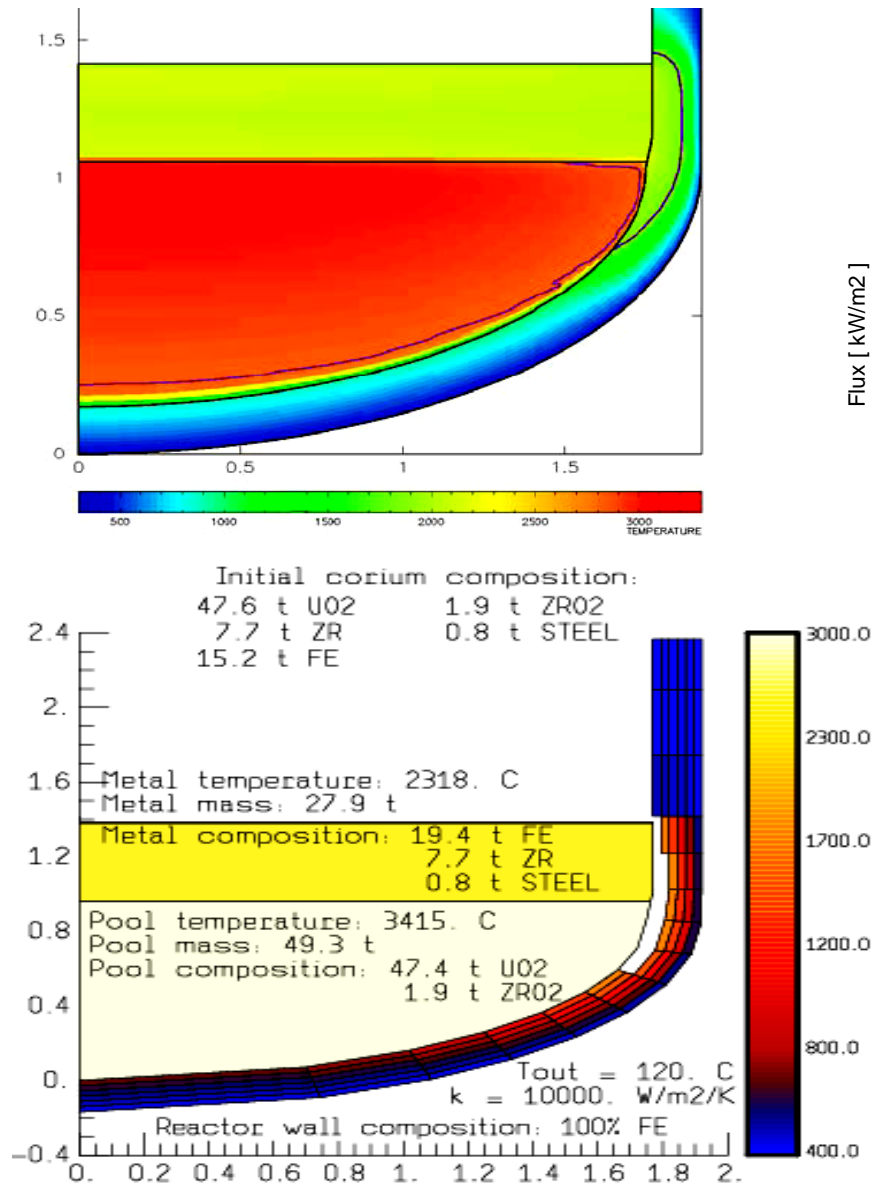 1.5
1
0.5
0
0 0.5 1 1.5
Flux [ kW/m2 ]
500 1000 1500 2000 2500 3000
TEMPERATURE
Initial corium composition:
47.6 t UO2 1.9 t ZRO2
7.7 t ZR 0.8 t STEEL
15.2 t FE
2.4
2.
1.6
1.2
0.8
0.4
0.
-0.4
Metal temperature: 2318. C
Metal mass: 27.9 t
Metal composition: 19.4 t FE
7.7 t ZR
0.8 t STEEL
Pool temperature: 3415. C
Pool mass: 49.3 t
Pool composition: 47.4 t UO2
1.9 t ZRO2
Tout = 120. C
k = 10000. W/m2/K
Reactor wall composition: 100% FE
0. 0.2 0.4 0.6 0.8 1. 1.2 1.4 1.6 1.8 2.
3000.0
2300.0
1700.0
1200.0
800.0
400.0